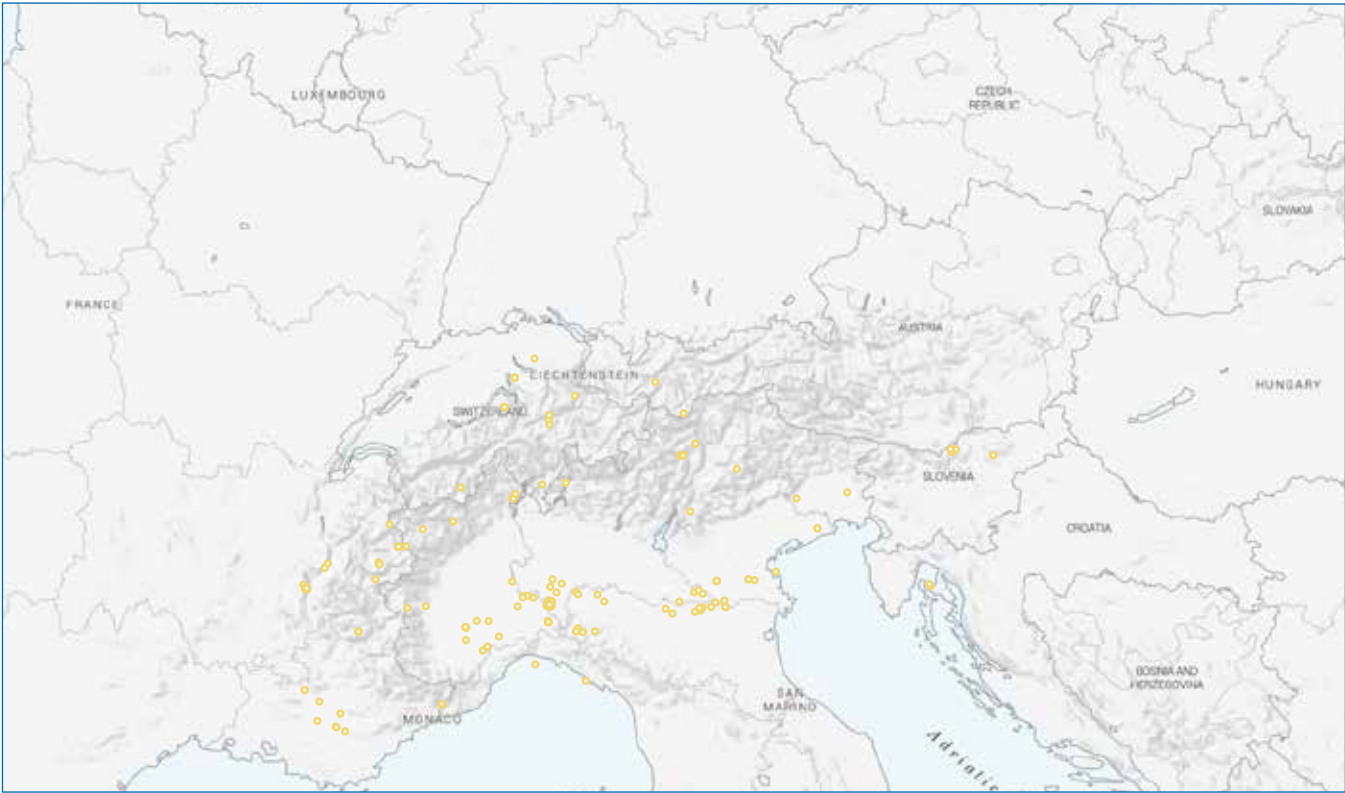 LUXEMBOURG
CZECH
REPUBLIC
SLOVAKIA
FRANCE
AUSTRIA
LIECHTENSTEIN
HUNGARY
SWITZERLAND
SLOVENIA
CROATIA
BOSNIA AND
HERZEGOVINA
SAN
MARINO
MONACO
Adriatic